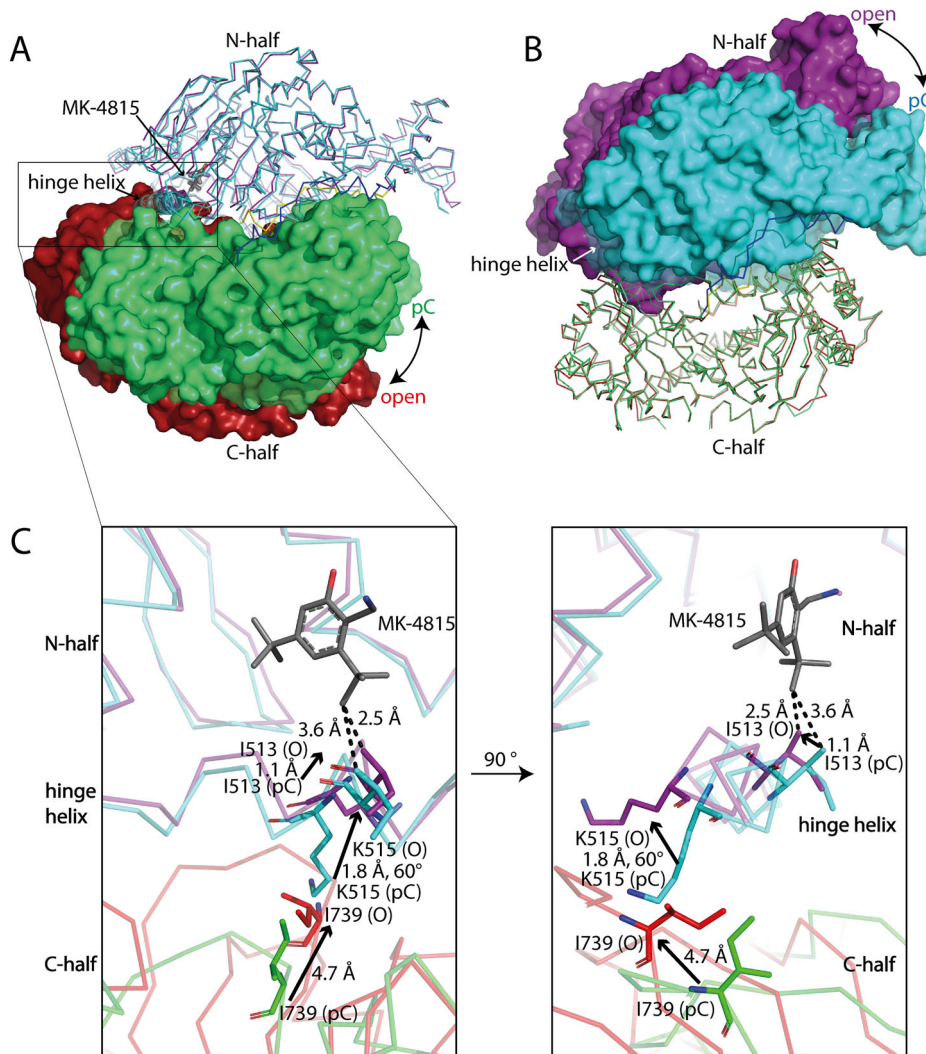 A
N-half
MK-4815
hinge helix
pC
open
C-half
B
open
N-half
pC
hinge helix
C-half
C
N-half
MK-4815
3.6 Å
2.5 Å
I513 (O)
1.1 Å
I513 (pC)
hinge
helix
K515 (O)
1.8 Å, 60°
K515 (pC)
I739 (O)
C-half
4.7 Å
I739 (pC)
90 °
MK-4815
N-half
2.5 Å
3.6 Å
I513 (O)
1.1 Å
I513 (pC)
hinge helix
K515 (O)
1.8 Å, 60°
K515 (pC)
I739 (O)
4.7 Å
C-half
I739 (pC)